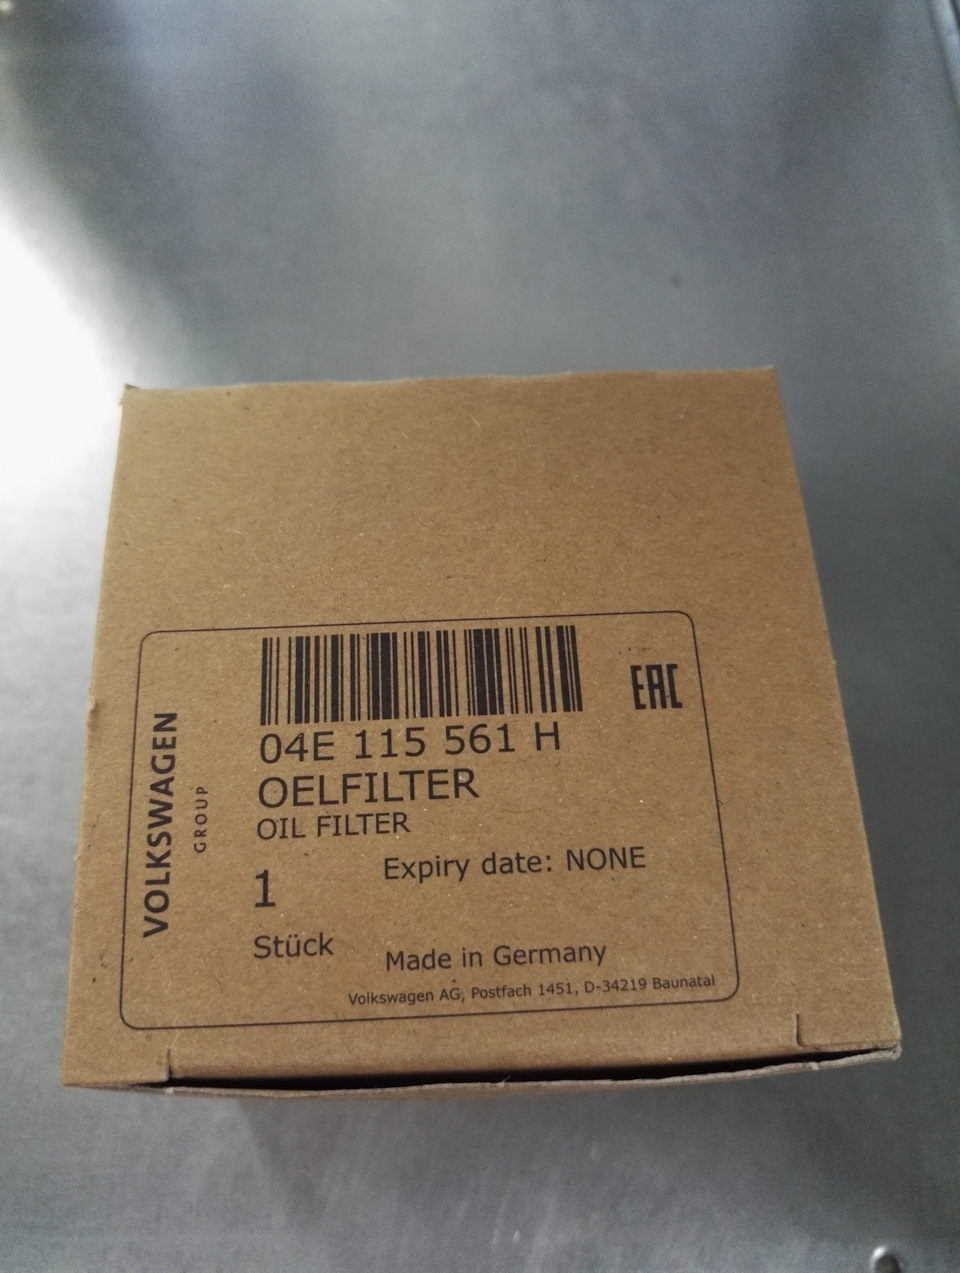 VOLKSWAGEN
GROUP
04E 115 561 H
EAC
OELFILTER
OIL FILTER
1
Expiry date: NONE
Stück
Made in Germany
Volkswagen AG, Postfach 1451, D-34219 Baunatal